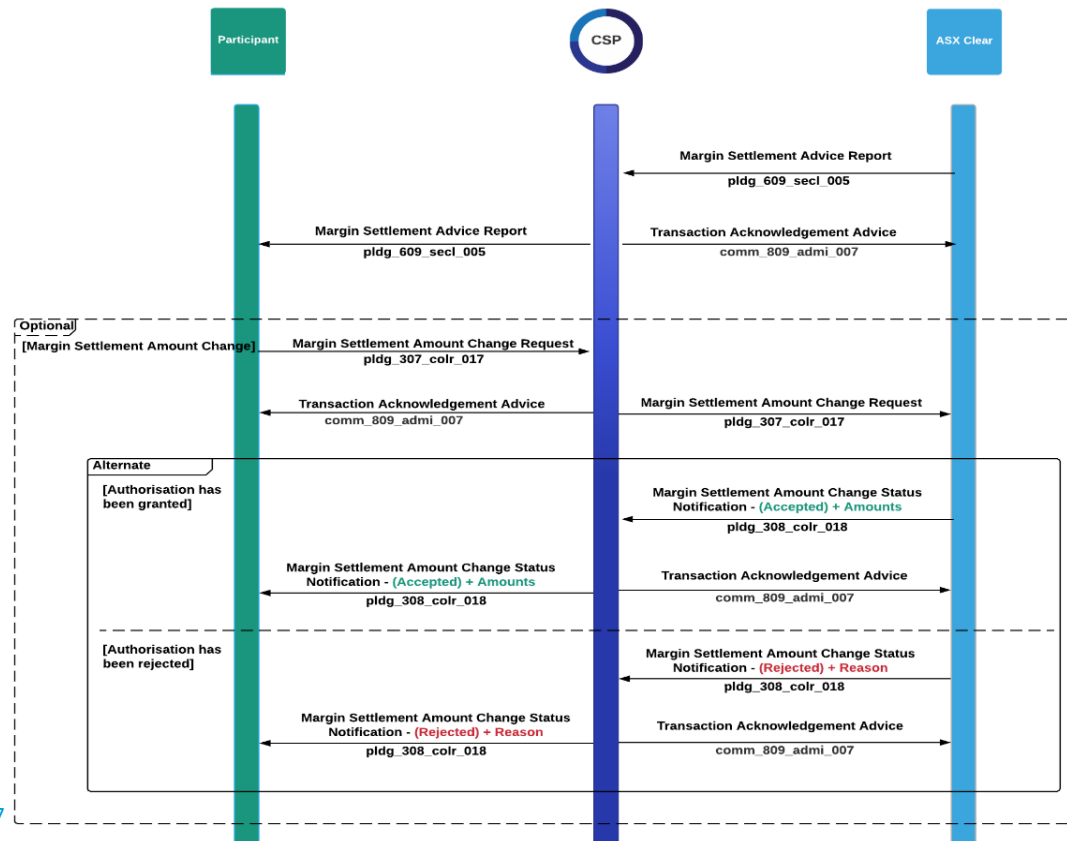 Participant
CSP
ASX Clear
Margin Settlement Advice Report
pldg_609_secl_005
Margin Settlement Advice Report
pldg_609_secl_005
Transaction Acknowledgement Advice
comm_809_admi_007
Optional
[Margin Settlement Amount Change]
Margin Settlement Amount Change Request
pldg_307_colr_017
Transaction Acknowledgement Advice
comm_809_admi_007
Margin Settlement Amount Change Request
pldg_307_colr_017
Alternate
[Authorisation has
been granted]
Margin Settlement Amount Change Status
Notification - (Accepted) + Amounts
pldg_308_colr_018
Margin Settlement Amount Change Status
Notification - (Accepted) + Amounts
pldg_308_colr_018
Transaction Acknowledgement Advice
comm_809_admi_007
[Authorisation has
been rejected]
Margin Settlement Amount Change Status
Notification - (Rejected) + Reason
pldg_308_colr_018
Margin Settlement Amount Change Status
Notification - (Rejected) + Reason
pldg_308_colr_018
Transaction Acknowledgement Advice
comm_809_admi_007
7